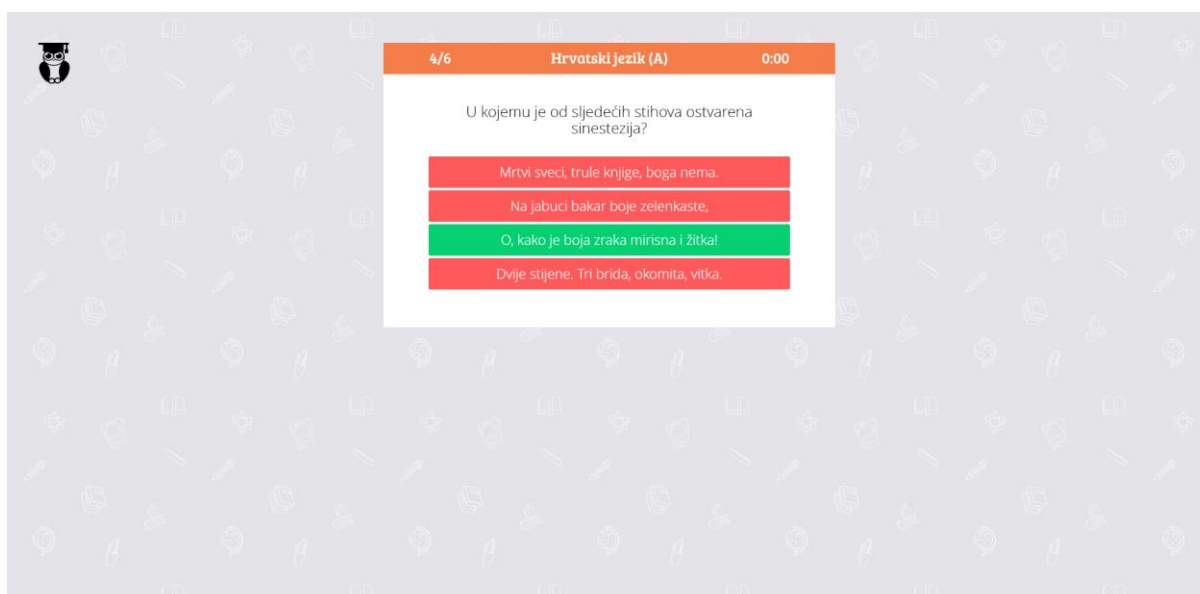 4/6 Hrvatski jezik (A) 0:00
U kojemu je od sljedećih stihova ostvarena
sinestezija?
Mrtvi sveci, trule knjige, boga nema.
Na jabuci bakar boje zelenkaste,
O, kako je boja zraka mirisna i žitka!
Dvije stijene. Tri brida, okomita, vitka.